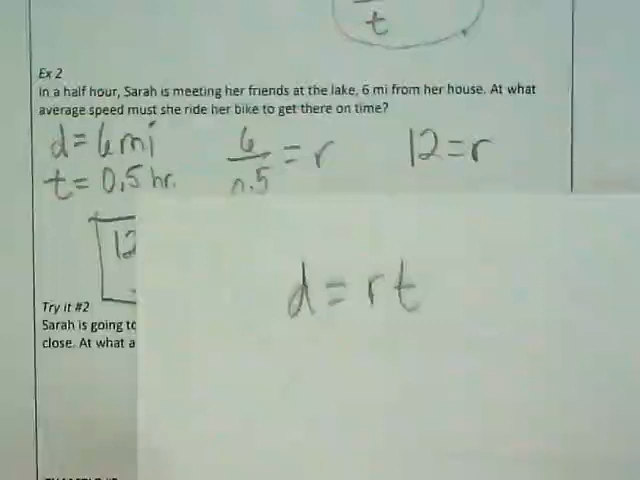 t
Ex 2
In a half hour, Sarah is meeting her friends at the lake, 6 mi from her house. At what
average speed must she ride her bike to get there on time?
d = 6 mi
t = 0.5 hr.
6
0.5
= r
12 = r
12
d = rt
Try it #2
Sarah is going to
close. At what a